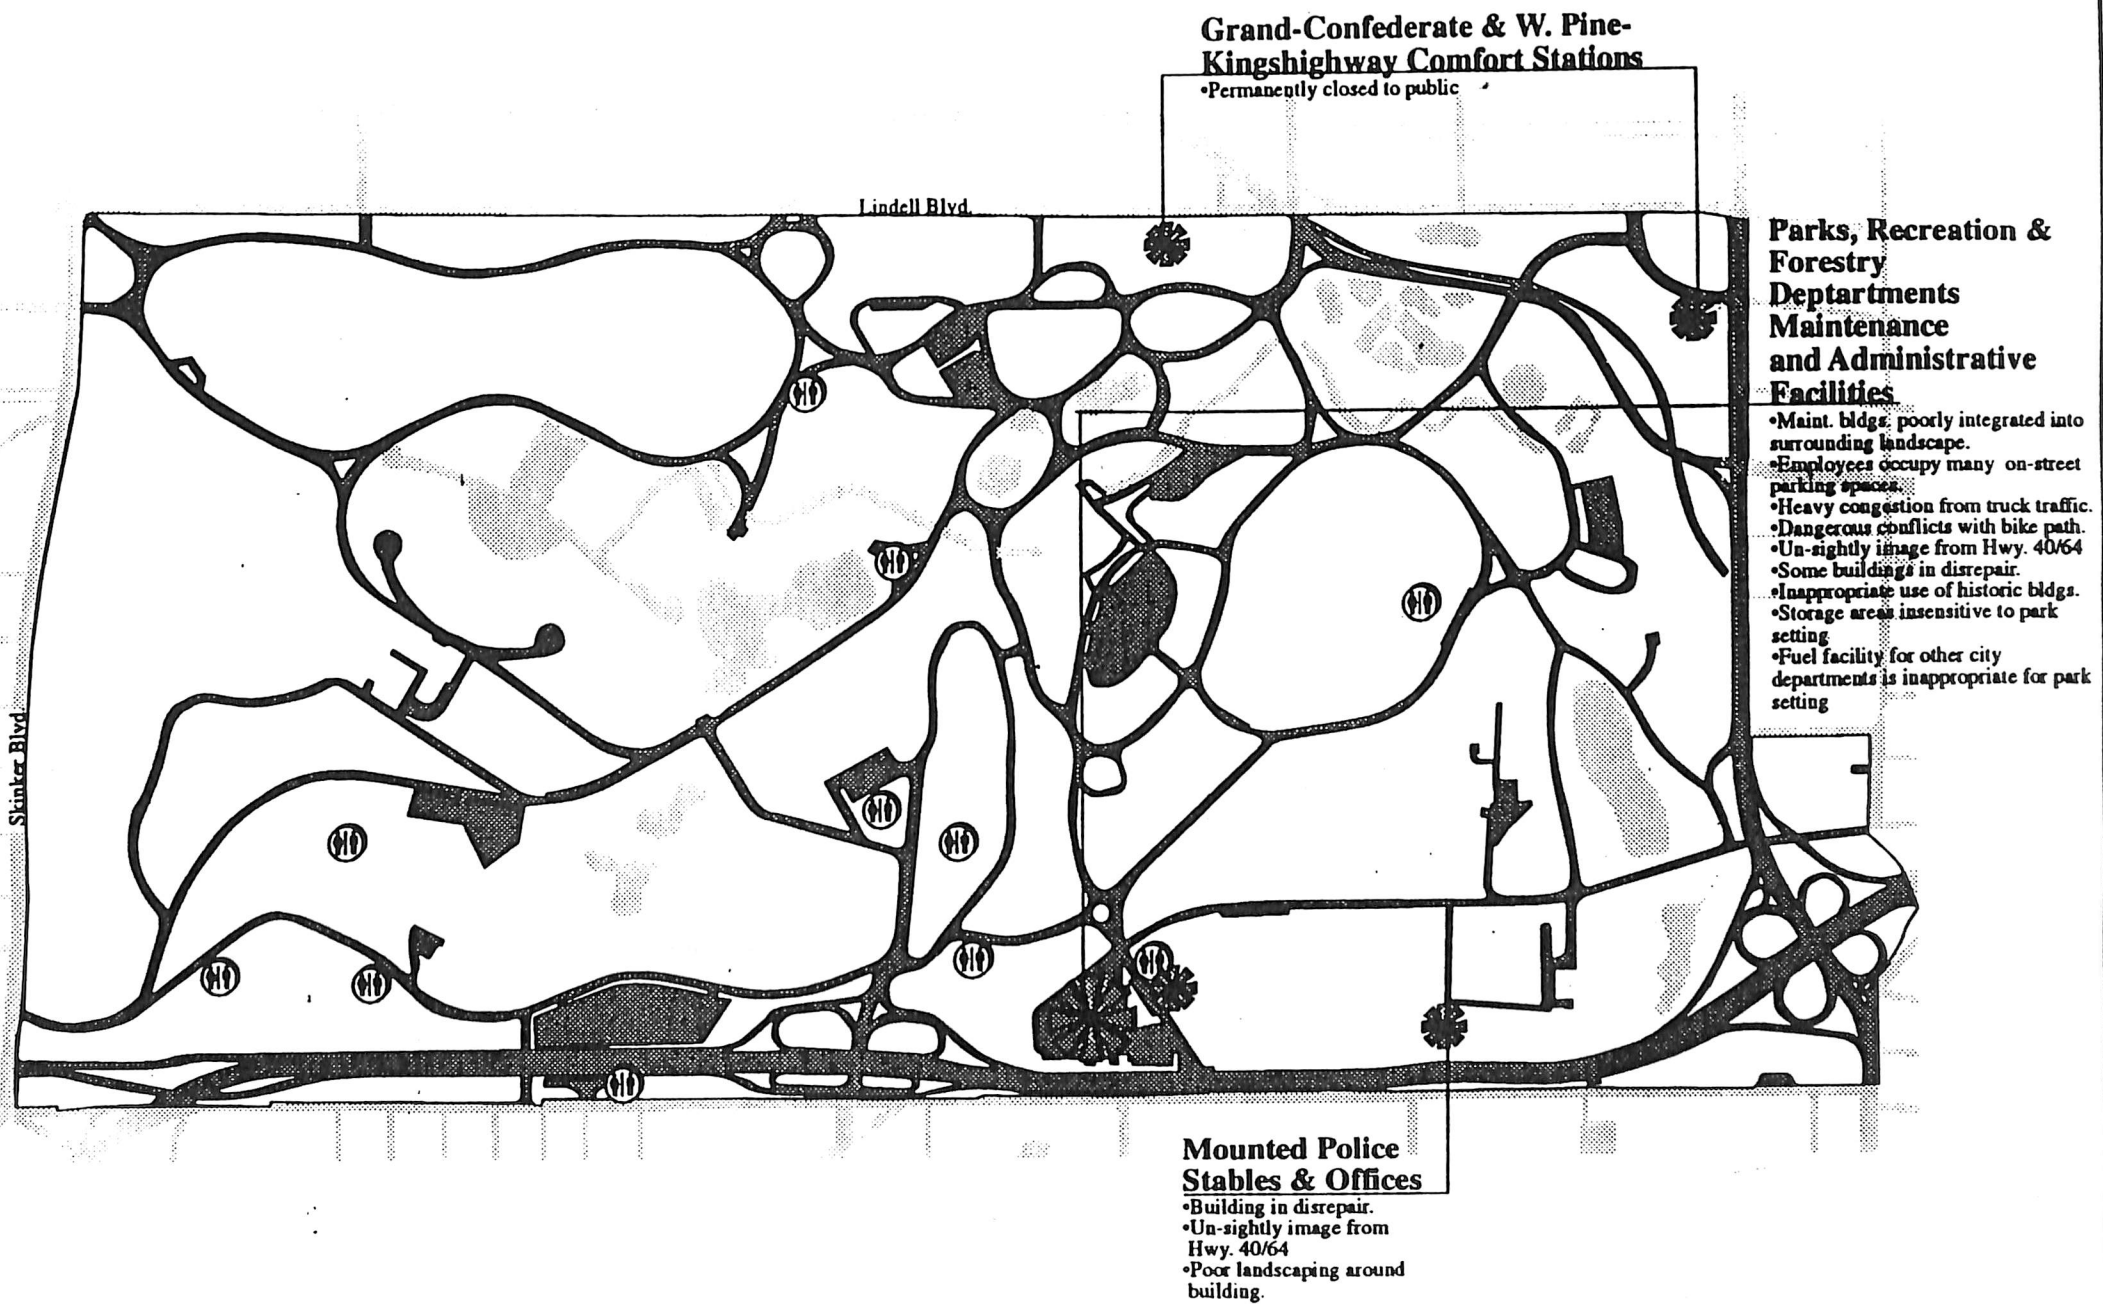 Grand-Confederate & W. Pine-
Kingshighway Comfort Stations
•Permanently closed to public
Lindell Blvd.
Parks, Recreation &
Forestry
Deptartments
Maintenance
and Administrative
Facilities
•Maint. bldgs. poorly integrated into
surrounding landscape.
•Employees occupy many on-street
parking spaces.
•Heavy congestion from truck traffic.
•Dangerous conflicts with bike path.
•Un-sightly image from Hwy. 40/64
•Some buildings in disrepair.
•Inappropriate use of historic bldgs.
•Storage areas insensitive to park
setting
•Fuel facility for other city
departments is inappropriate for park
setting
Skinker Blvd
Mounted Police
Stables & Offices
•Building in disrepair.
•Un-sightly image from
Hwy. 40/64
•Poor landscaping around
building.